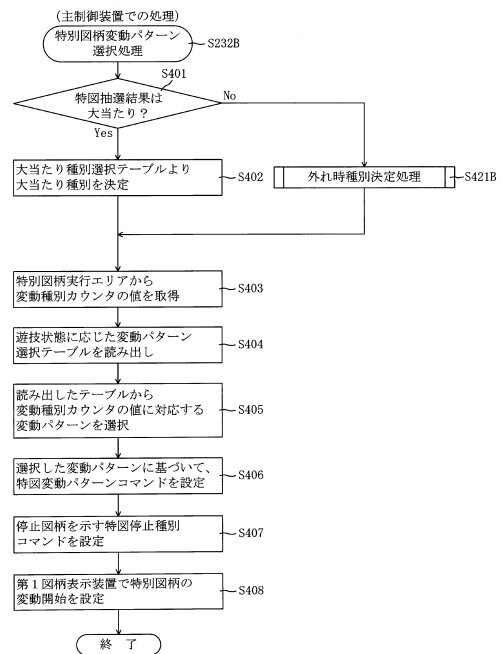 (主制御装置での処理)
特別図柄変動パターン
選択処理
S232B
S401
特図抽選結果は
大当たり?
No
Yes
大当たり種別選択テーブルより
大当たり種別を決定
S402
外れ時種別決定処理
S421B
特別図柄実行エリアから
変動種別カウンタの値を取得
S403
遊技状態に応じた変動パターン
選択テーブルを読み出し
S404
読み出したテーブルから
変動種別カウンタの値に対応する
変動パターンを選択
S405
選択した変動パターンに基づいて、
特図変動パターンコマンドを設定
S406
停止図柄を示す特図停止種別
コマンドを設定
S407
第1図柄表示装置で特別図柄の
変動開始を設定
S408
終 了